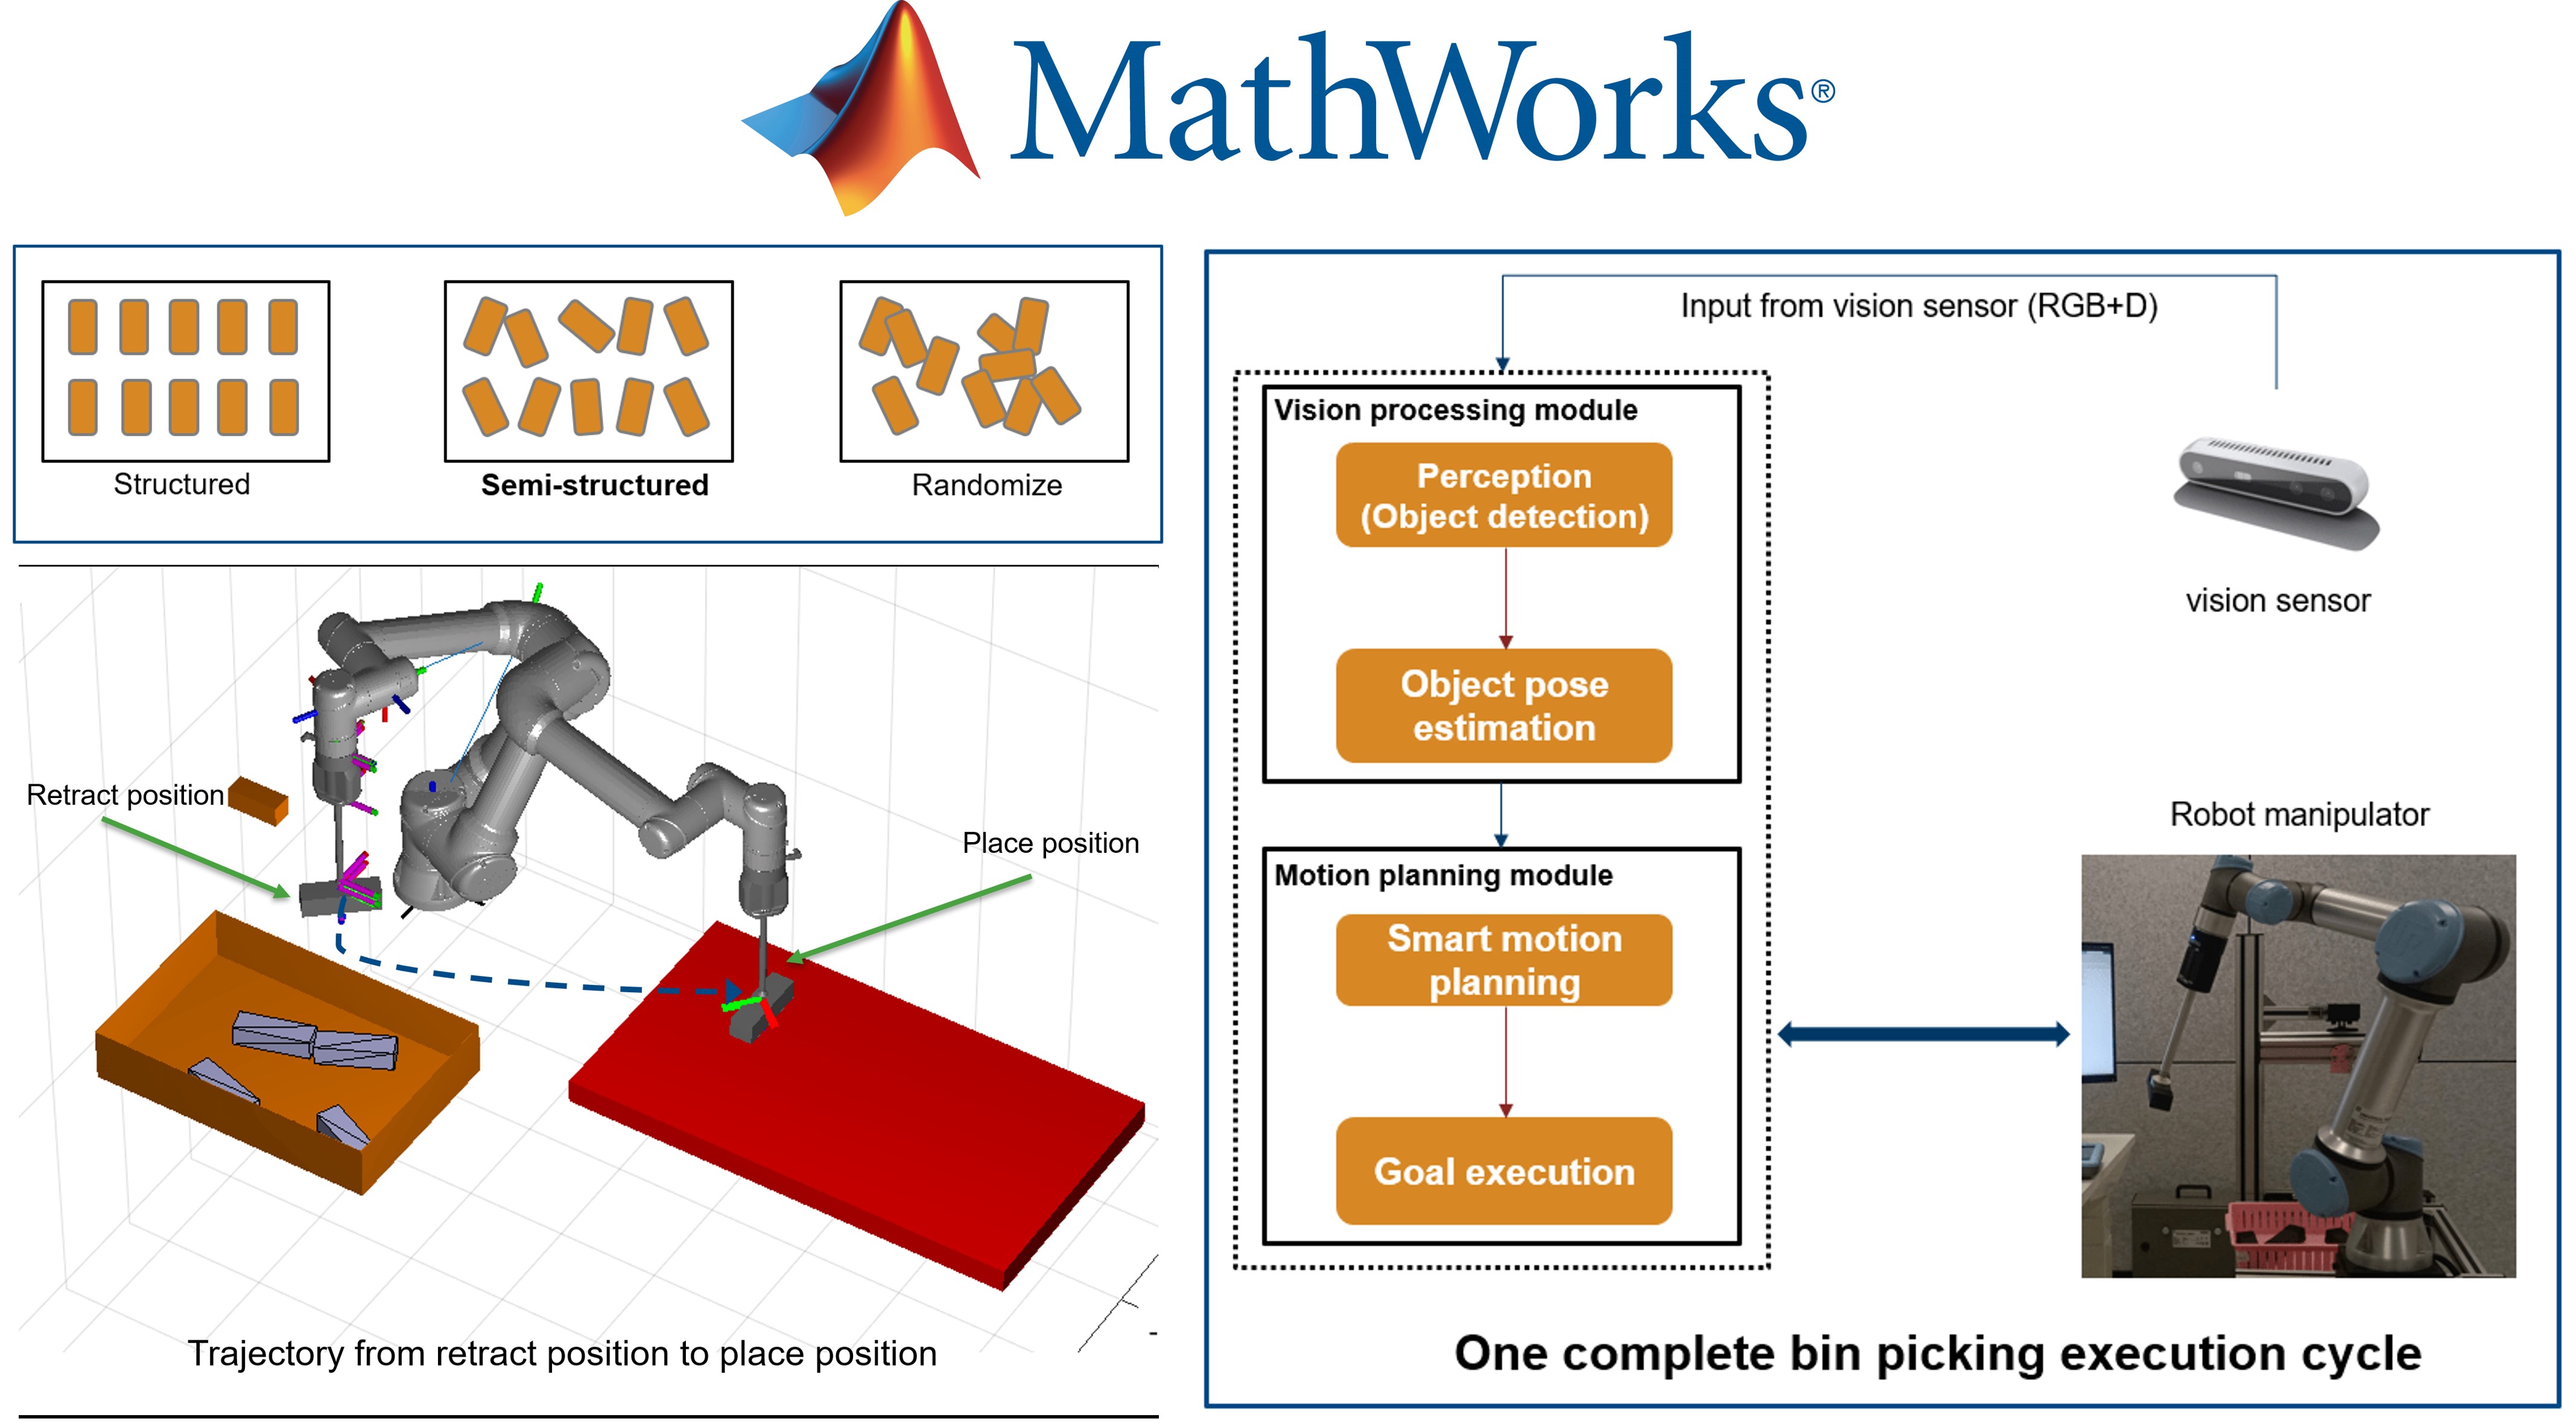 MathWorks®
Structured
Semi-structured
Randomize
Retract position
Place position
Trajectory from retract position to place position
Input from vision sensor (RGB+D)
Vision processing module
Perception
(Object detection)
Object pose
estimation
vision sensor
Motion planning module
Smart motion
planning
Goal execution
Robot manipulator
One complete bin picking execution cycle